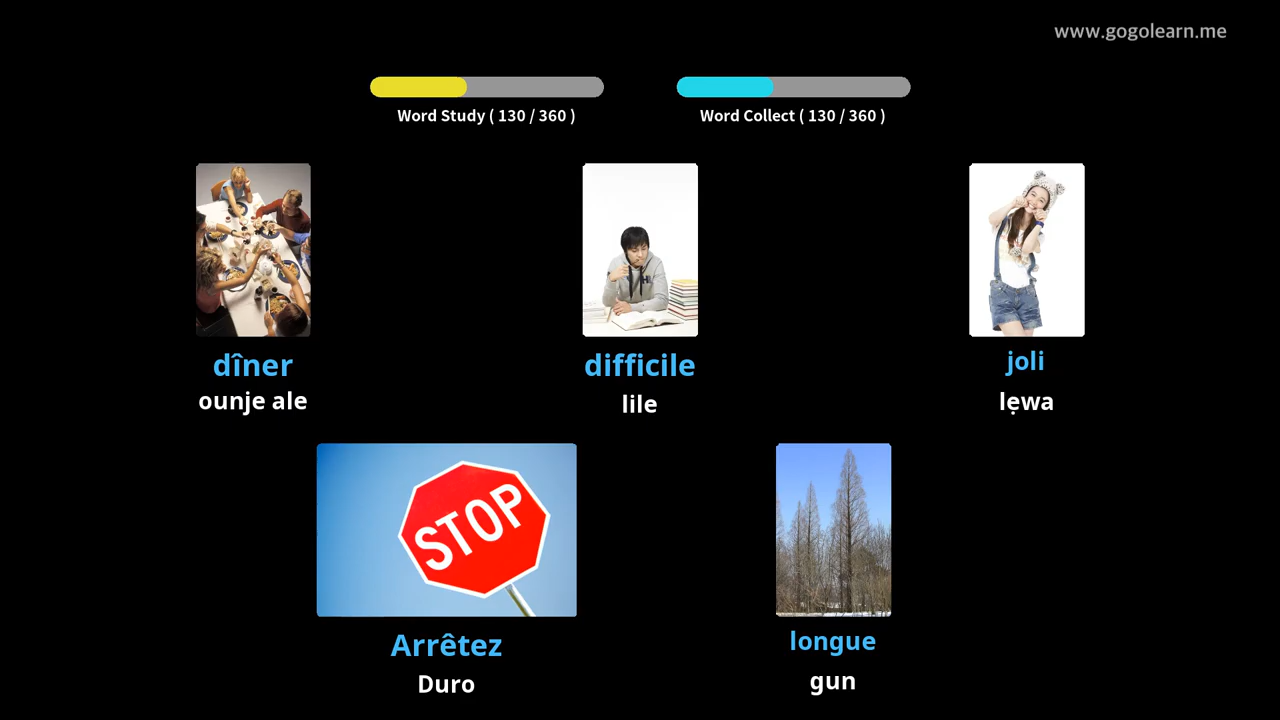 www.gogolearn.me
Word Study ( 130 / 360 )
Word Collect ( 130 / 360 )
dîner
ounje ale
difficile
lile
joli
lẹwa
STOP
Arrêtez
Duro
longue
gun